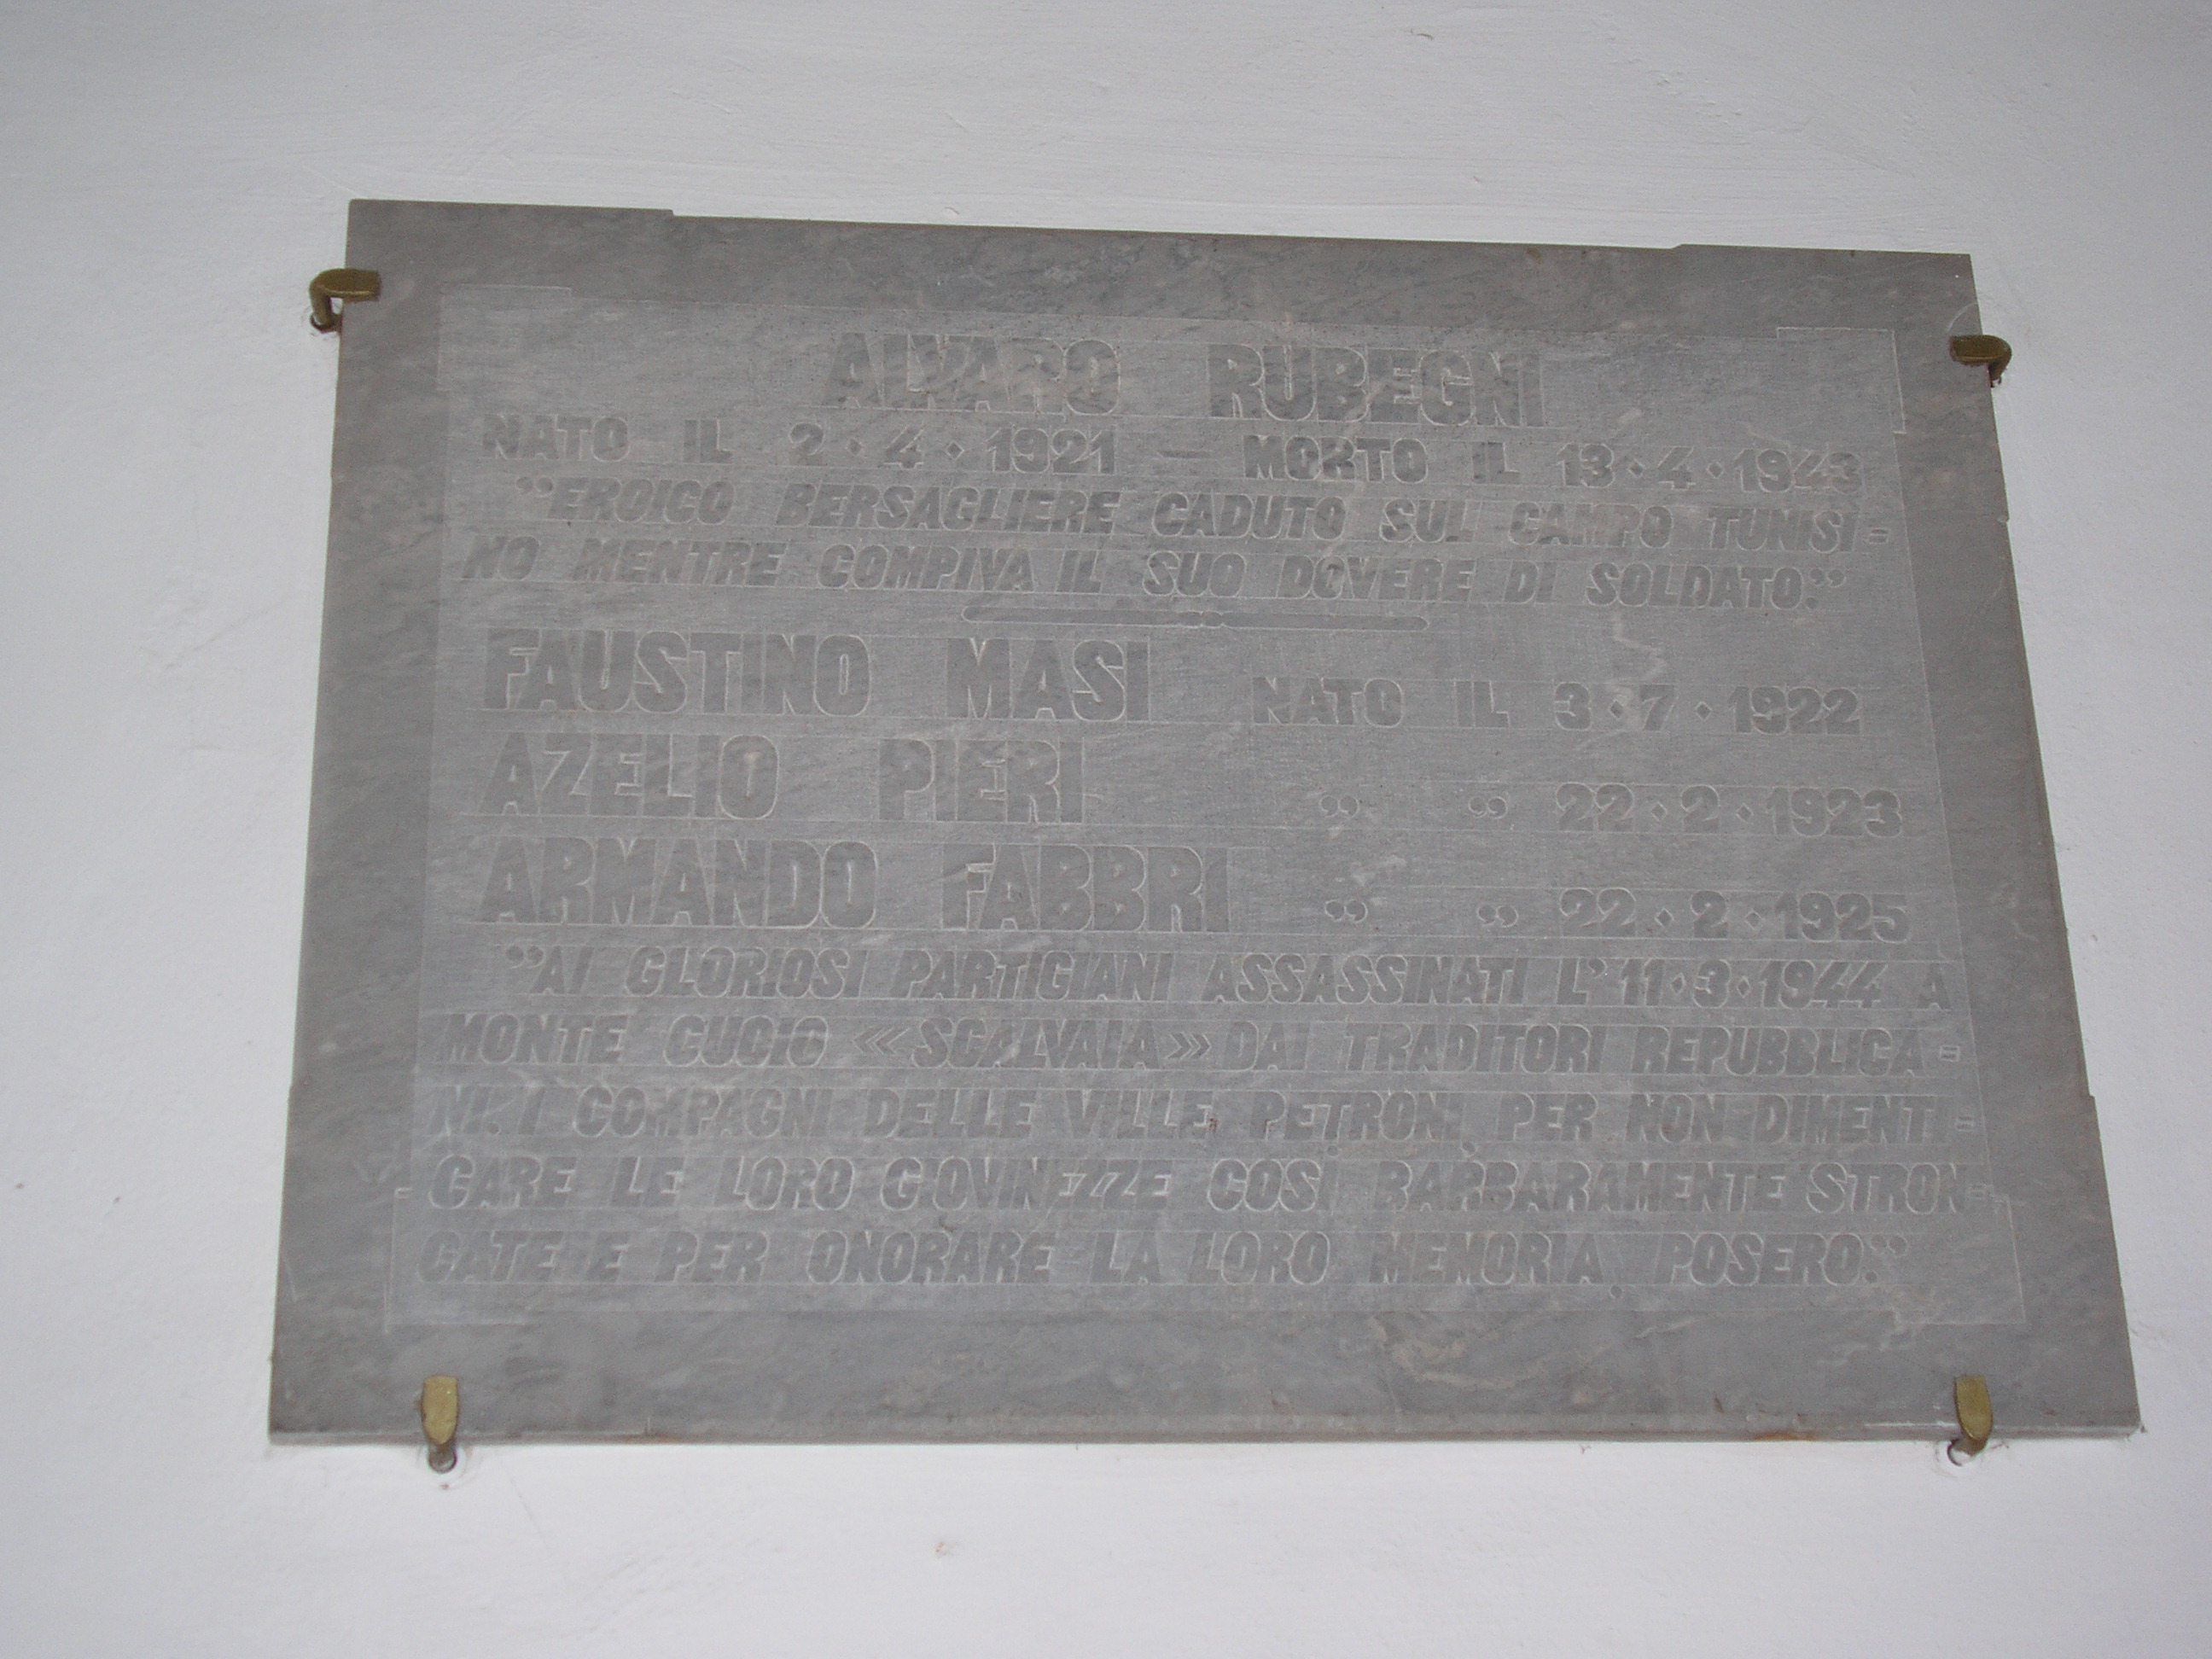 ALVARO RUBEGNI
NATO IL 2·4·1921 — MORTO IL 13·4·1943
"EROICO BERSAGLIERE CADUTO SUL CAMPO TUNISI=
NO MENTRE COMPIVA IL SUO DOVERE DI SOLDATO."
FAUSTINO MASI NATO IL 3·7·1922
AZELIO PIERI " " 22·2·1923
ARMANDO FABBRI " " 22·2·1925
"AI GLORIOSI PARTIGIANI ASSASSINATI L'11·3·1944 A
MONTE CUOIO «SCALVAIA» DAI TRADITORI REPUBBLICA=
NI. I COMPAGNI DELLE VILLE PETRONI, PER NON DIMENTI=
CARE LE LORO GIOVINEZZE COSI BARBARAMENTE STRON=
CATE E PER ONORARE LA LORO MEMORIA, POSERO."